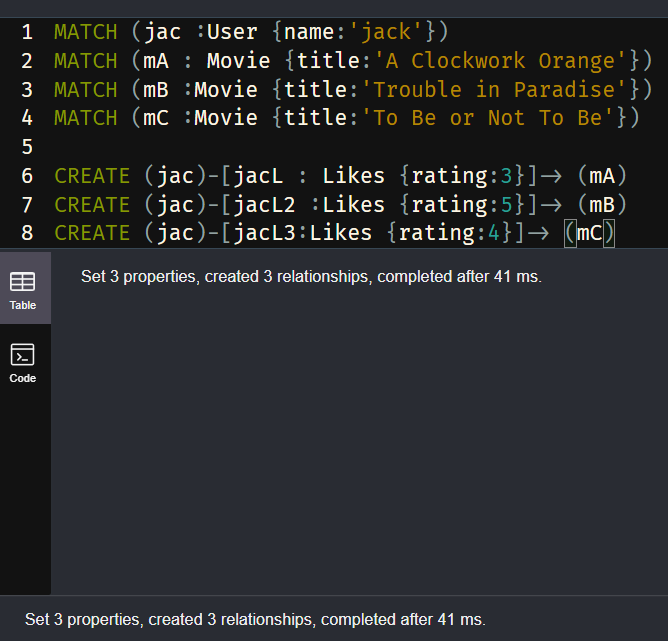 1 MATCH (jac :User {name:'jack'})
2 MATCH (mA : Movie {title:'A Clockwork Orange'})
3 MATCH (mB :Movie {title:'Trouble in Paradise'})
4 MATCH (mC :Movie {title:'To Be or Not To Be'})
5
6 CREATE (jac)-[jacL : Likes {rating:3}]→ (mA)
7 CREATE (jac)-[jacL2 :Likes {rating:5}]→ (mB)
8 CREATE (jac)-[jacL3:Likes {rating:4}]→ (mC)
Set 3 properties, created 3 relationships, completed after 41 ms.
Table
Code
Set 3 properties, created 3 relationships, completed after 41 ms.